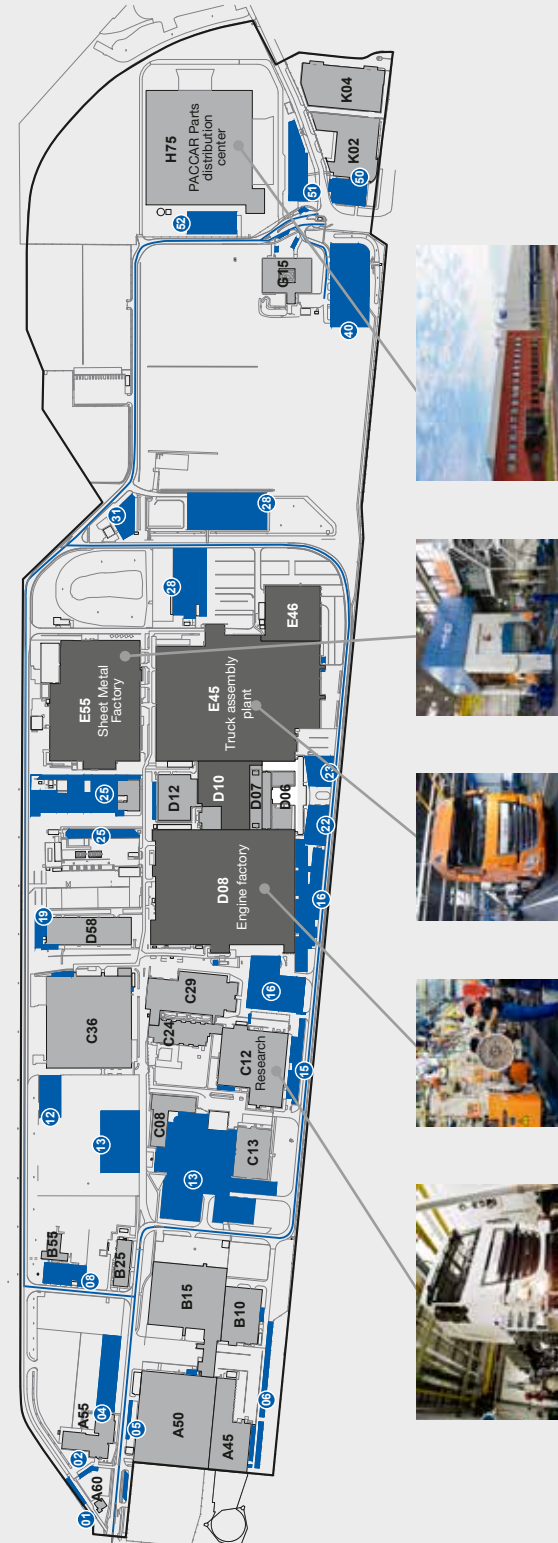 01
A60
02
A55
04
05
A50
A45
06
B55
08
B25
B15
B10
12
13
C08
13
C13
C36
C24
C29
C12
Research
15
16
16
19
D58
25
25
D12
D10
D07
D06
D08
Engine factory
22
23
E55
Sheet Metal
Factory
E45
Truck assembly
plant
E46
28
28
31
H75
PACCAR Parts
distribution
center
52
G15
40
51
50
K02
K04